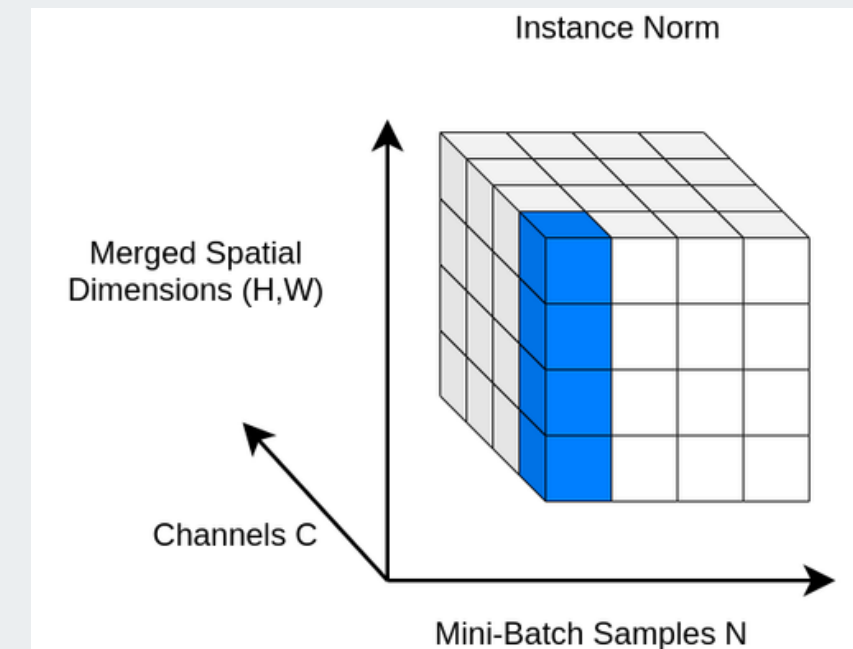 Instance Norm
Merged Spatial
Dimensions (H,W)
Channels C
Mini-Batch Samples N